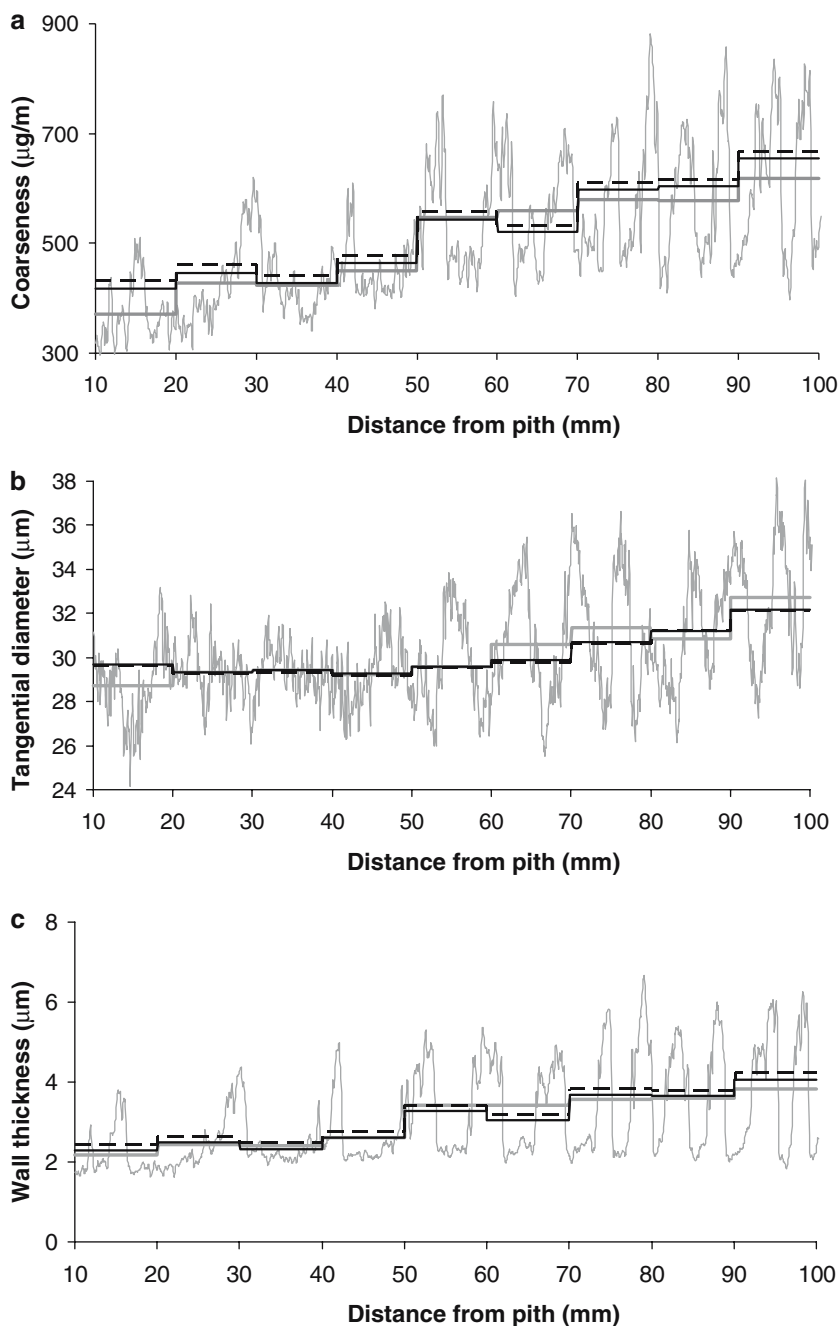 a
900
700
500
300
Coarseness (µg/m)
10 20 30 40 50 60 70 80 90 100
Distance from pith (mm)
b
38
36
34
32
30
28
26
24
Tangential diameter (µm)
10 20 30 40 50 60 70 80 90 100
Distance from pith (mm)
c
8
6
4
2
0
Wall thickness (µm)
10 20 30 40 50 60 70 80 90 100
Distance from pith (mm)